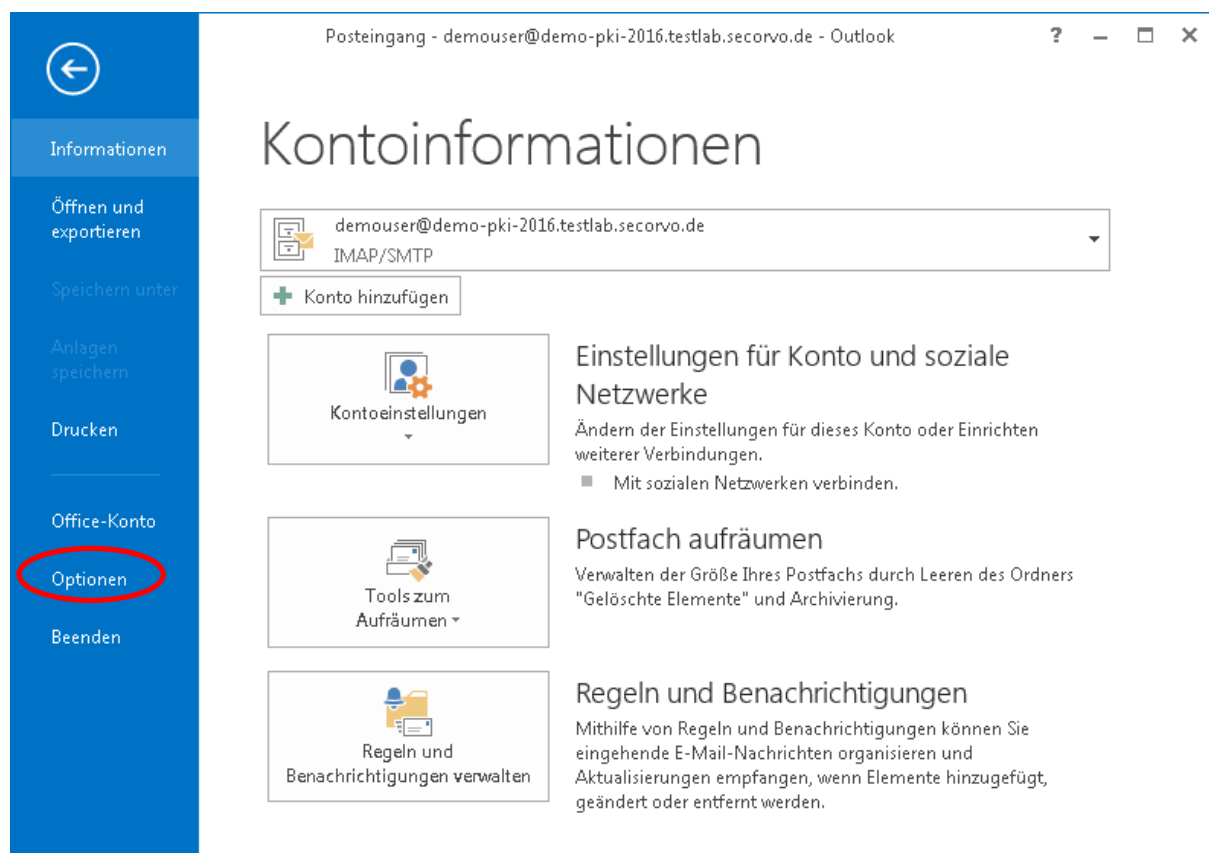 Posteingang - demouser@demo-pki-2016.testlab.secorvo.de - Outlook
?
Informationen
Öffnen und
exportieren
Speichern unter
Anlagen
speichern
Drucken
Office-Konto
Optionen
Beenden
Kontoinformationen
demouser@demo-pki-2016.testlab.secorvo.de
IMAP/SMTP
Konto hinzufügen
Kontoeinstellungen
Einstellungen für Konto und soziale
Netzwerke
Ändern der Einstellungen für dieses Konto oder Einrichten
weiterer Verbindungen.
Mit sozialen Netzwerken verbinden.
Tools zum
Aufräumen
Postfach aufräumen
Verwalten der Größe Ihres Postfachs durch Leeren des Ordners
"Gelöschte Elemente" und Archivierung.
Regeln und
Benachrichtigungen verwalten
Regeln und Benachrichtigungen
Mithilfe von Regeln und Benachrichtigungen können Sie
eingehende E-Mail-Nachrichten organisieren und
Aktualisierungen empfangen, wenn Elemente hinzugefügt,
geändert oder entfernt werden.